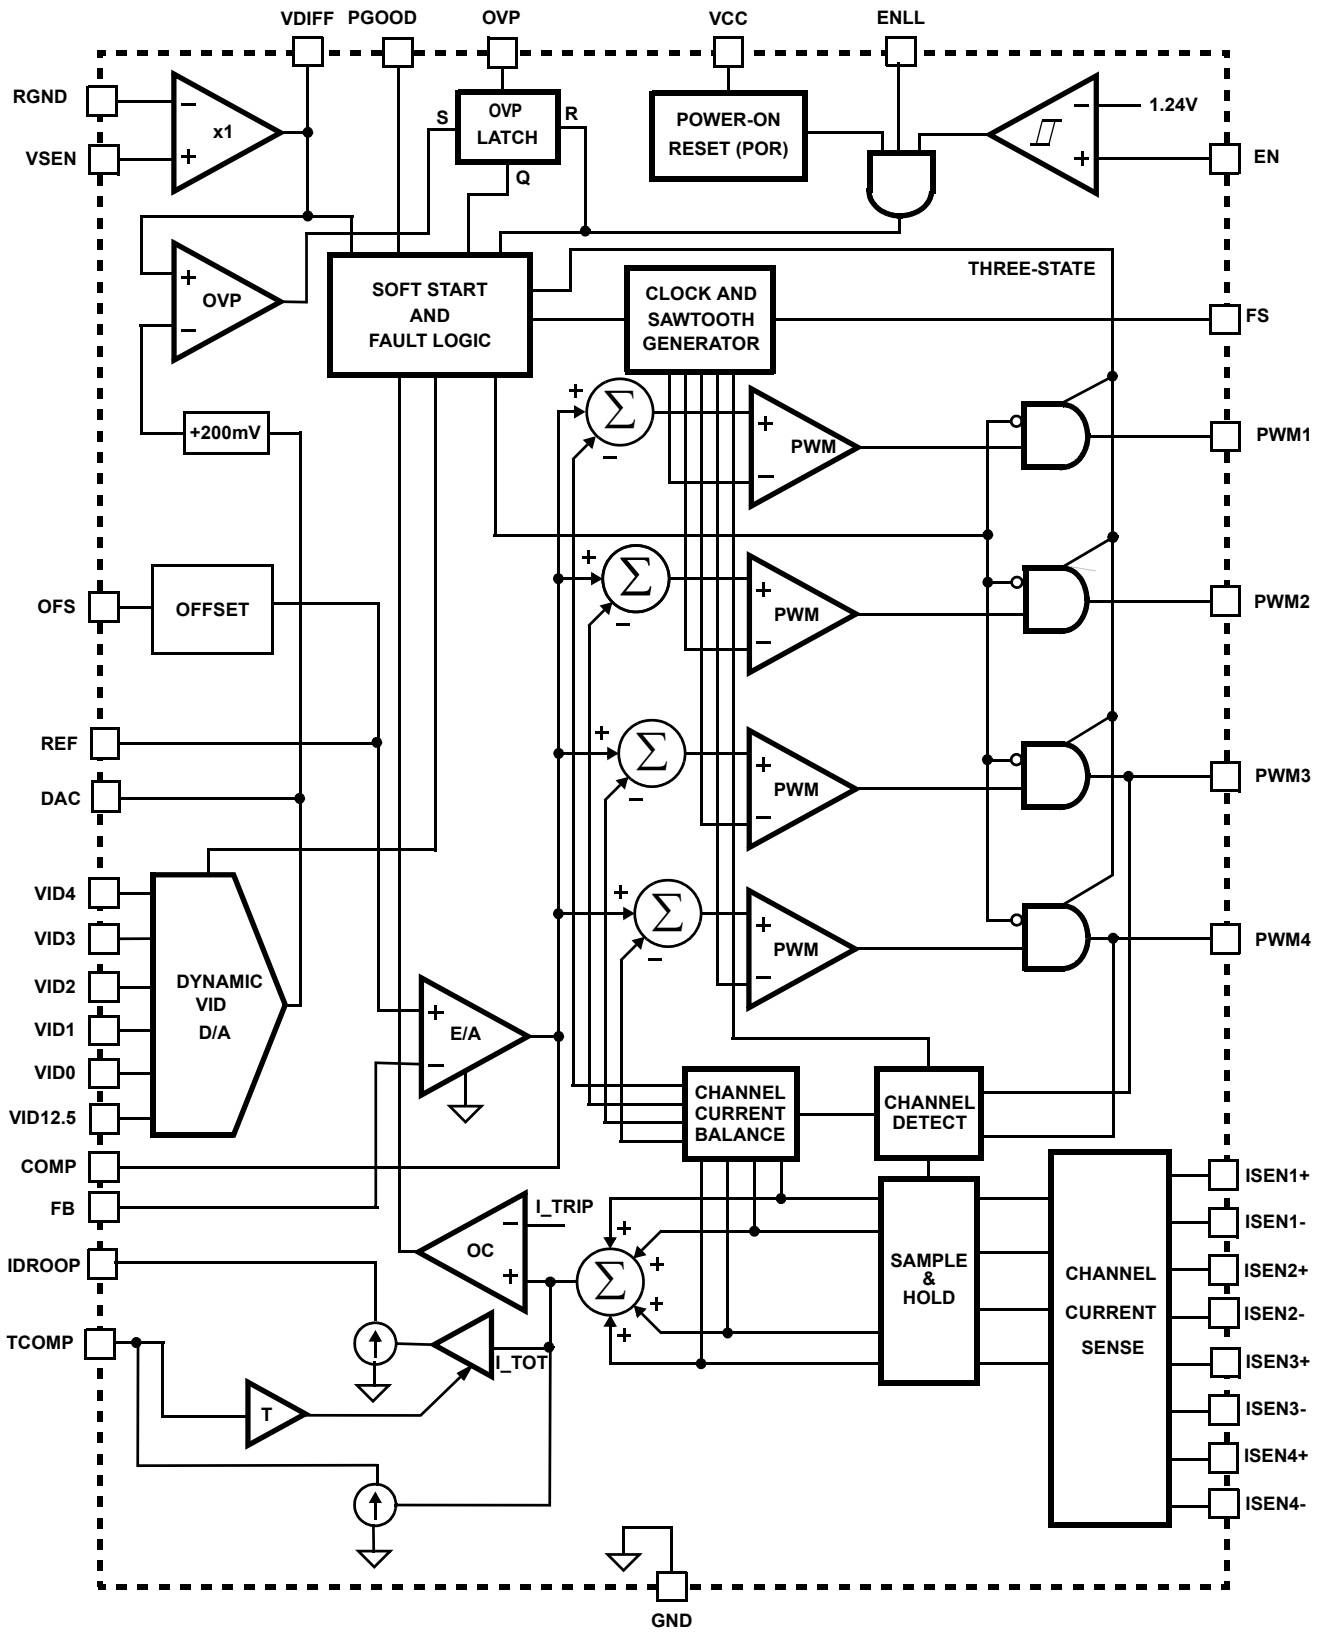 VDIFF PGOOD OVP VCC ENLL
RGND
VSEN
−
x1
+
S
OVP
LATCH
R
Q
POWER-ON
RESET (POR)
−
1.24V
+
EN
+
OVP
−
SOFT START
AND
FAULT LOGIC
CLOCK AND
SAWTOOTH
GENERATOR
THREE-STATE
FS
+200mV
+
Σ
−
+
PWM
−
PWM1
OFS
OFFSET
+
Σ
−
+
PWM
−
PWM2
REF
DAC
+
Σ
−
+
PWM
−
PWM3
VID4
VID3
VID2
VID1
VID0
VID12.5
DYNAMIC
VID
D/A
+
Σ
−
+
PWM
−
PWM4
+
E/A
−
CHANNEL
CURRENT
BALANCE
CHANNEL
DETECT
COMP
FB
IDROOP
TCOMP
I_TRIP
−
OC
+
I_TOT
T
+
+
Σ
+
+
SAMPLE
&
HOLD
CHANNEL
CURRENT
SENSE
ISEN1+
ISEN1-
ISEN2+
ISEN2-
ISEN3+
ISEN3-
ISEN4+
ISEN4-
GND